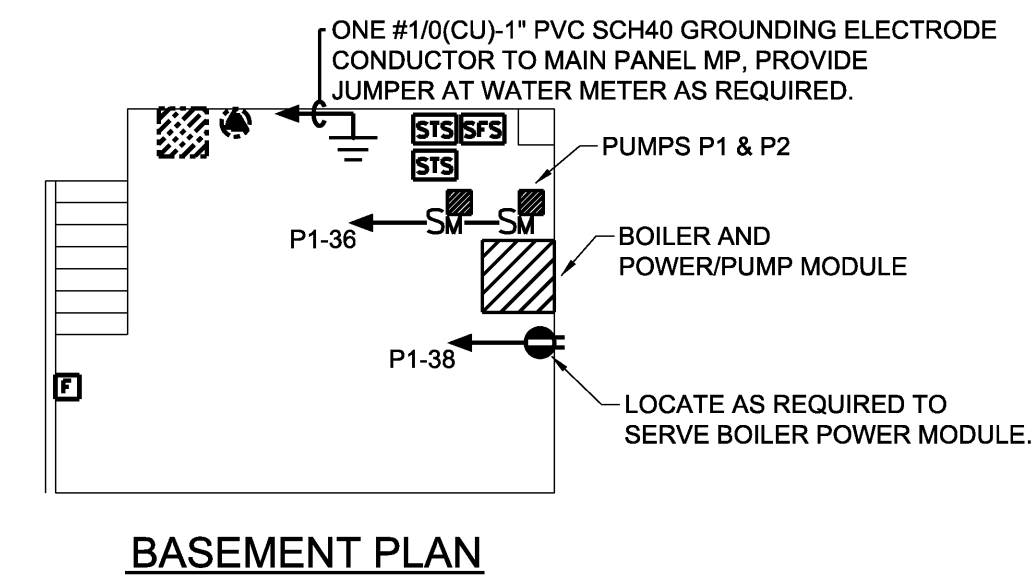 ONE #1/0(CU)-1" PVC SCH40 GROUNDING ELECTRODE
CONDUCTOR TO MAIN PANEL MP, PROVIDE
JUMPER AT WATER METER AS REQUIRED.
STS
SFS
STS
PUMPS P1 & P2
S
M
S
M
P1-36
BOILER AND
POWER/PUMP MODULE
P1-38
F
LOCATE AS REQUIRED TO
SERVE BOILER POWER MODULE.
BASEMENT PLAN